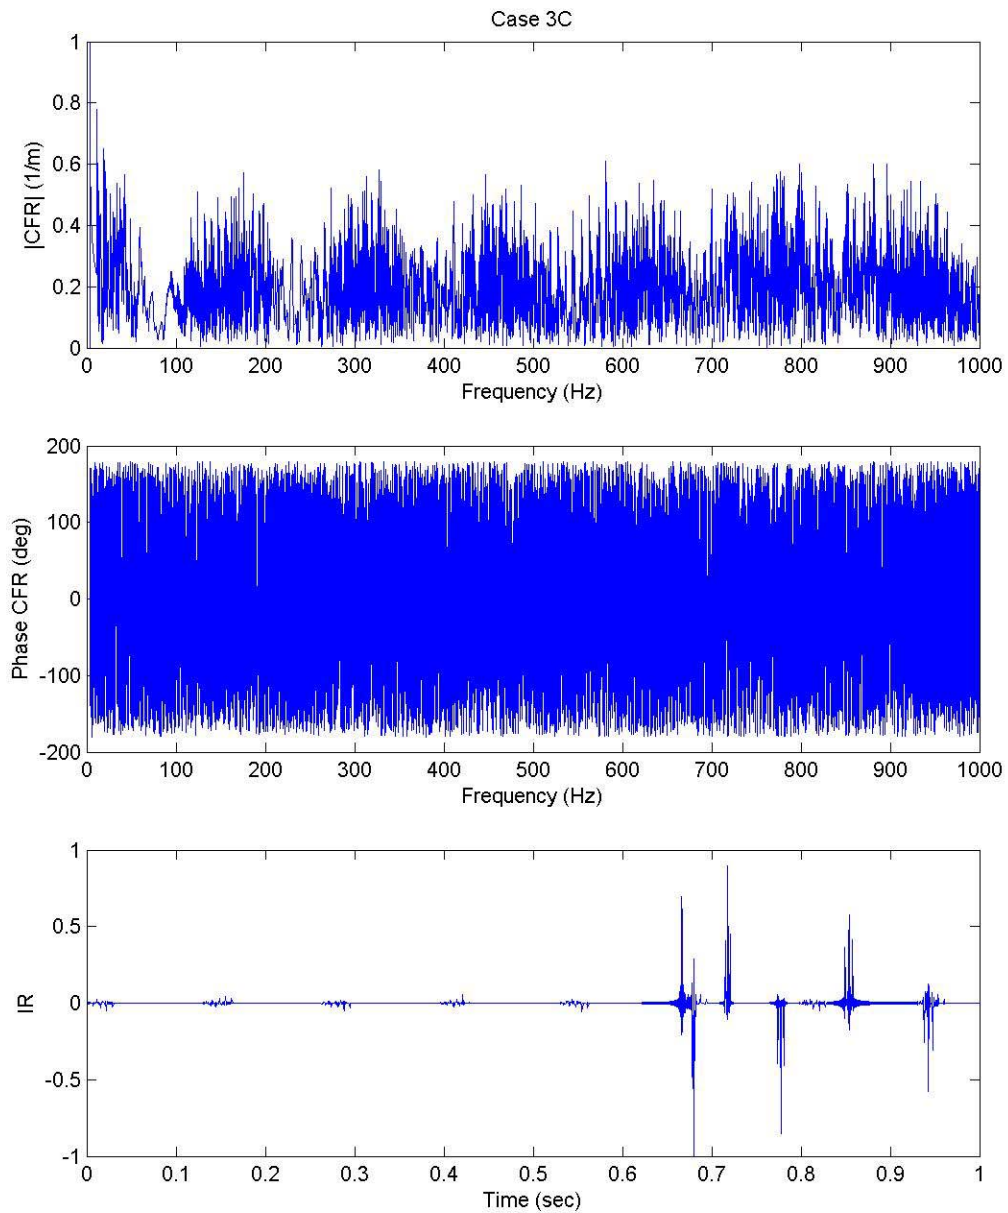 Case 3C
1
0.8
0.6
0.4
0.2
0
|CFR| (1/m)
0 100 200 300 400 500 600 700 800 900 1000
Frequency (Hz)
200
100
0
-100
-200
Phase CFR (deg)
0 100 200 300 400 500 600 700 800 900 1000
Frequency (Hz)
1
0.5
0
-0.5
-1
IR
0 0.1 0.2 0.3 0.4 0.5 0.6 0.7 0.8 0.9 1
Time (sec)